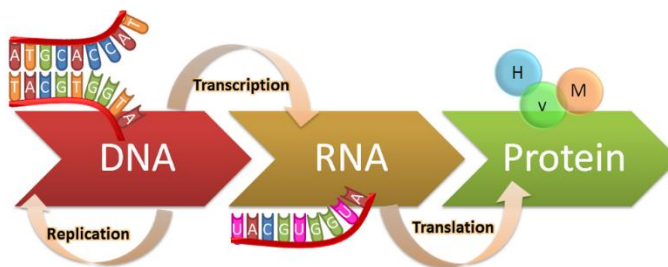 ATGCACCAT
TACGTGGTA
Transcription
H
V
M
DNA
RNA
Protein
Replication
UACGUGGUA
Translation